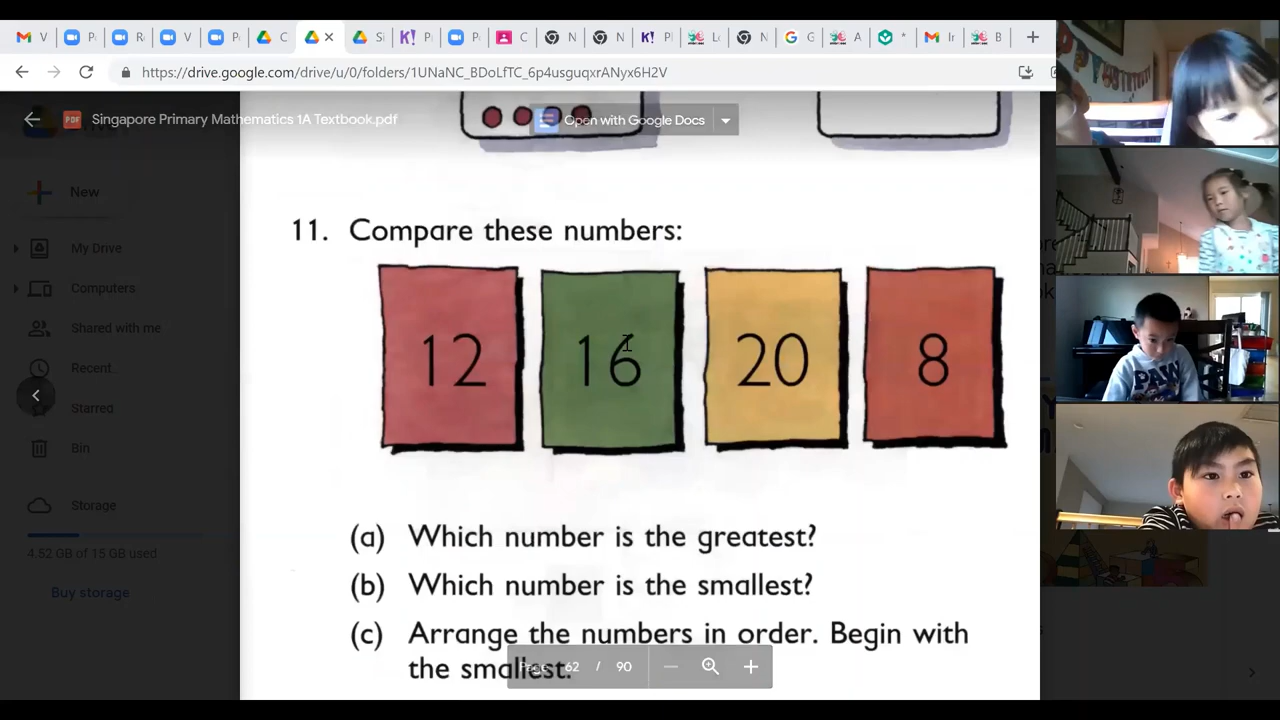 https://drive.google.com/drive/u/0/folders/1UNaNC_BDoLfTC_6p4usguqxrANyx6H2V
PDF Singapore Primary Mathematics 1A Textbook.pdf
Open with Google Docs
New
My Drive
Computers
Shared with me
Recent
Starred
Bin
Storage
4.52 GB of 15 GB used
Buy storage
11. Compare these numbers:
12 16 20 8
(a) Which number is the greatest?
(b) Which number is the smallest?
(c) Arrange the numbers in order. Begin with
the smallest.
Page 62 / 90